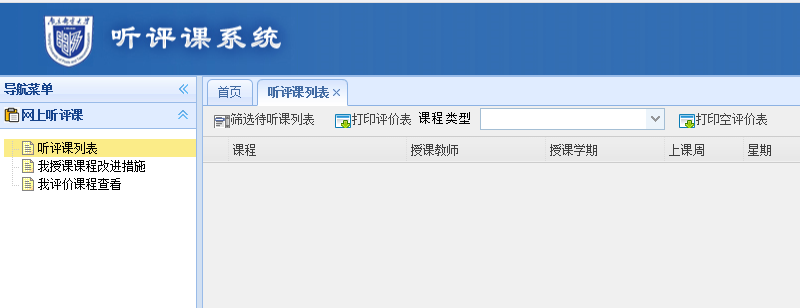 听评课系统
导航菜单
网上听评课
听评课列表
我授课课程改进措施
我评价课程查看
首页 听评课列表
筛选待听课列表 打印评价表 课程类型 打印空评价表
课程 授课教师 授课学期 上课周 星期